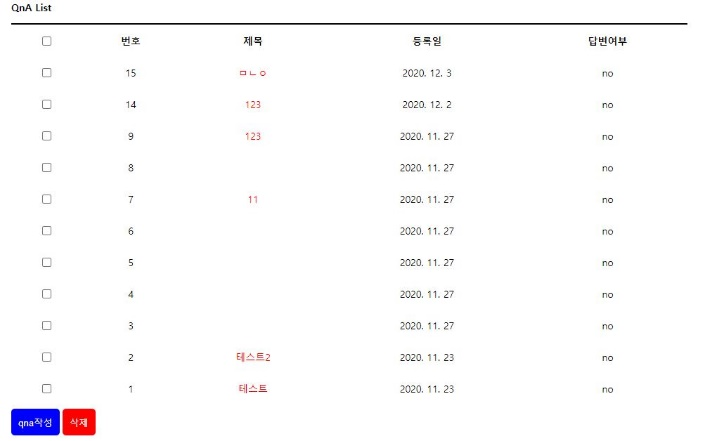 QnA List
번호 제목 등록일 답변여부
15 ㅁㄴㅇ 2020. 12. 3 no
14 123 2020. 12. 2 no
9 123 2020. 11. 27 no
8 2020. 11. 27 no
7 11 2020. 11. 27 no
6 2020. 11. 27 no
5 2020. 11. 27 no
4 2020. 11. 27 no
3 2020. 11. 27 no
2 테스트2 2020. 11. 23 no
1 테스트 2020. 11. 23 no
qna작성 삭제